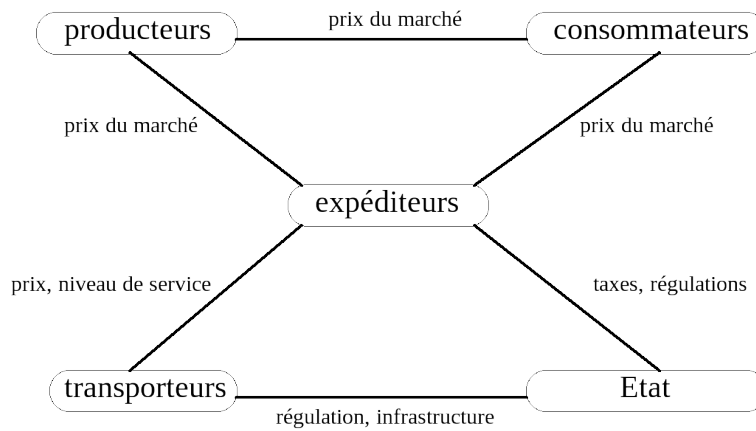 prix du marché
producteurs
consommateurs
prix du marché
prix du marché
expéditeurs
prix, niveau de service
taxes, régulations
transporteurs
Etat
régulation, infrastructure